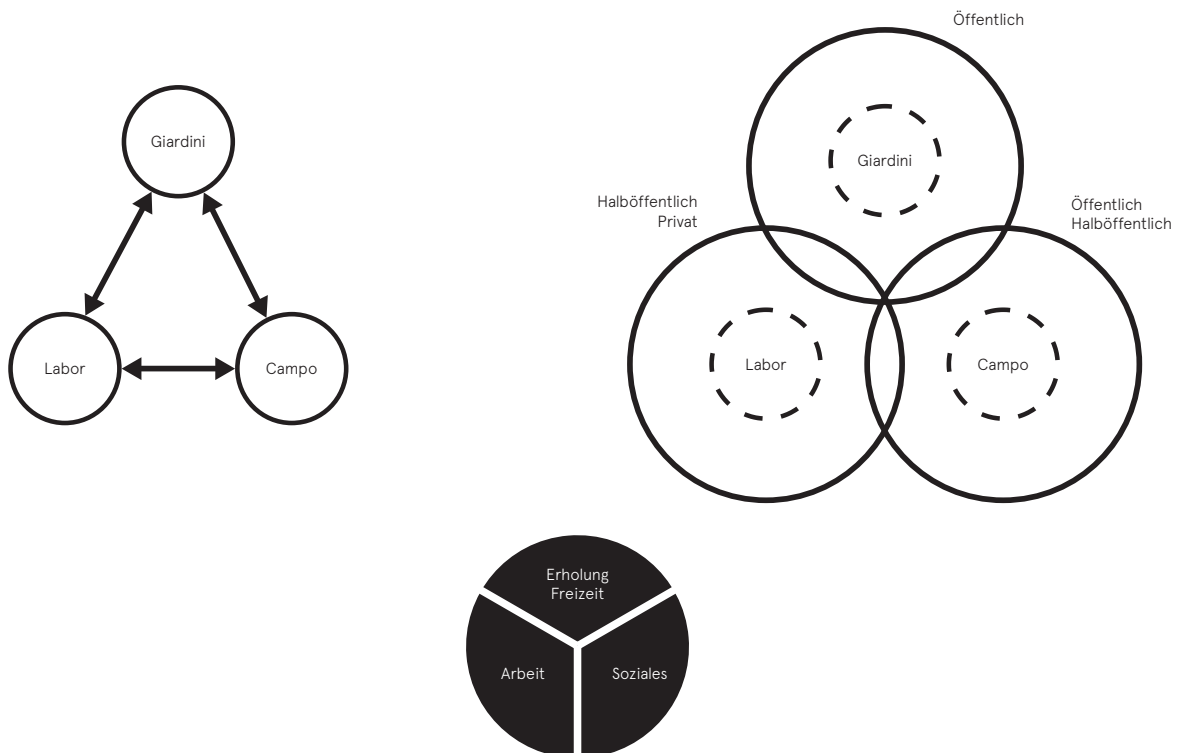 Giardini
Labor
Campo
Öffentlich
Giardini
Halböffentlich
Privat
Öffentlich
Halböffentlich
Labor
Campo
Erholung
Freizeit
Arbeit
Soziales